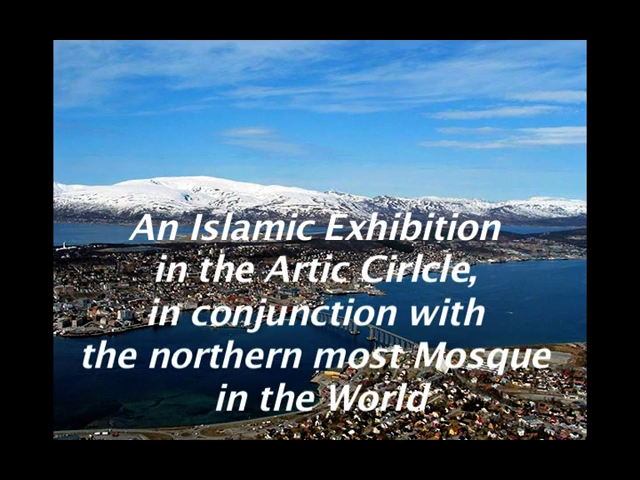 An Islamic Exhibition
in the Artic Cirlcle,
in conjunction with
the northern most Mosque
in the World